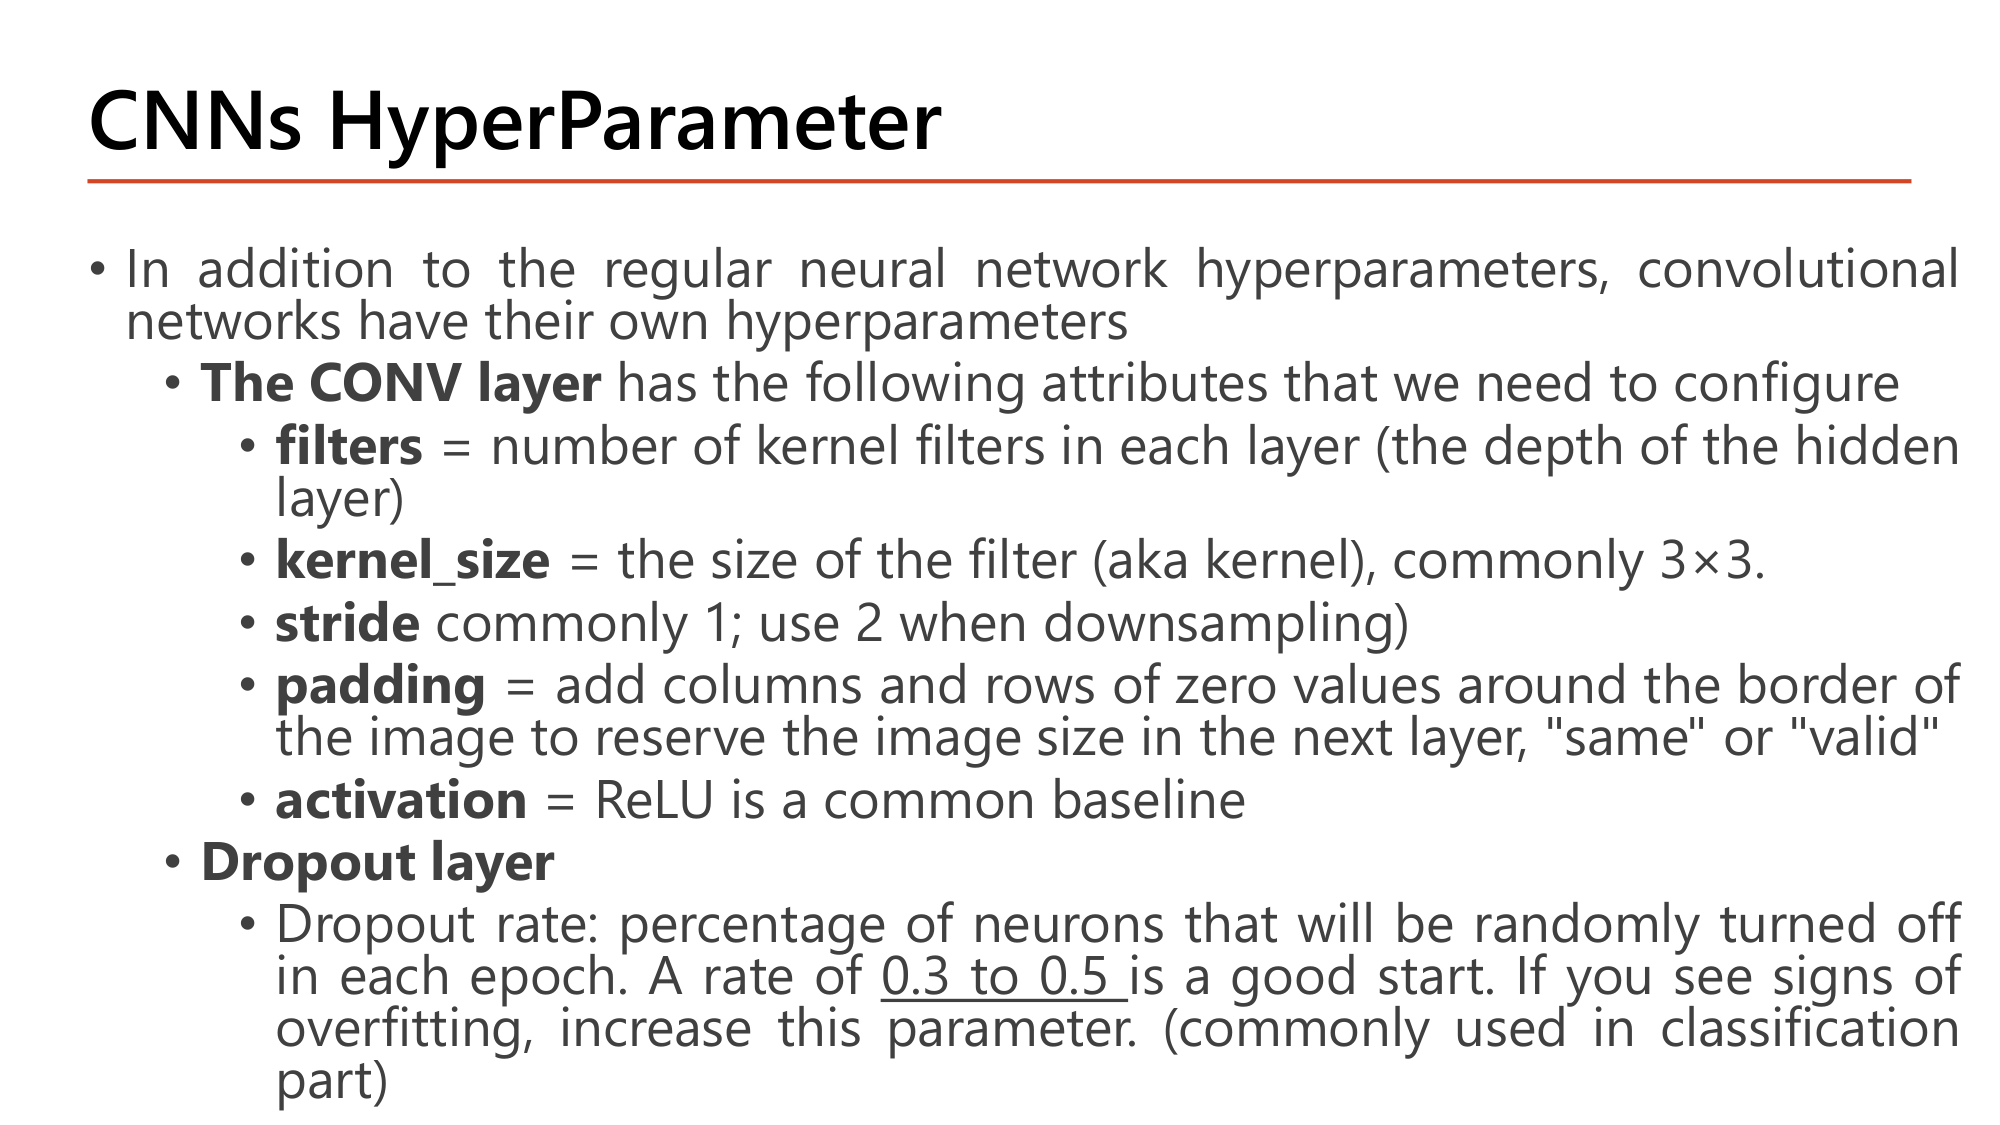 CNNs HyperParameter
• In addition to the regular neural network hyperparameters, convolutional
networks have their own hyperparameters
• The CONV layer has the following attributes that we need to configure
• filters = number of kernel filters in each layer (the depth of the hidden
layer)
• kernel_size = the size of the filter (aka kernel), commonly 3×3.
• stride commonly 1; use 2 when downsampling)
• padding = add columns and rows of zero values around the border of
the image to reserve the image size in the next layer, "same" or "valid"
• activation = ReLU is a common baseline
• Dropout layer
• Dropout rate: percentage of neurons that will be randomly turned off
in each epoch. A rate of 0.3 to 0.5 is a good start. If you see signs of
overfitting, increase this parameter. (commonly used in classification
part)